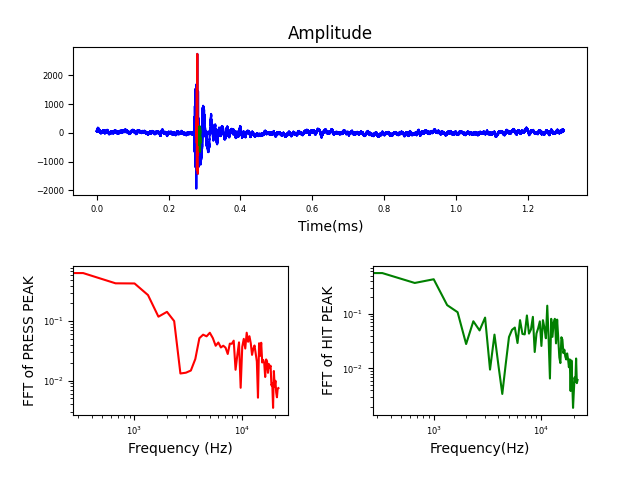 Amplitude
2000
1000
0
−1000
−2000
0.0 0.2 0.4 0.6 0.8 1.0 1.2
Time(ms)
FFT of PRESS PEAK
10⁻¹
10⁻²
10³ 10⁴
Frequency (Hz)
FFT of HIT PEAK
10⁻¹
10⁻²
10³ 10⁴
Frequency(Hz)